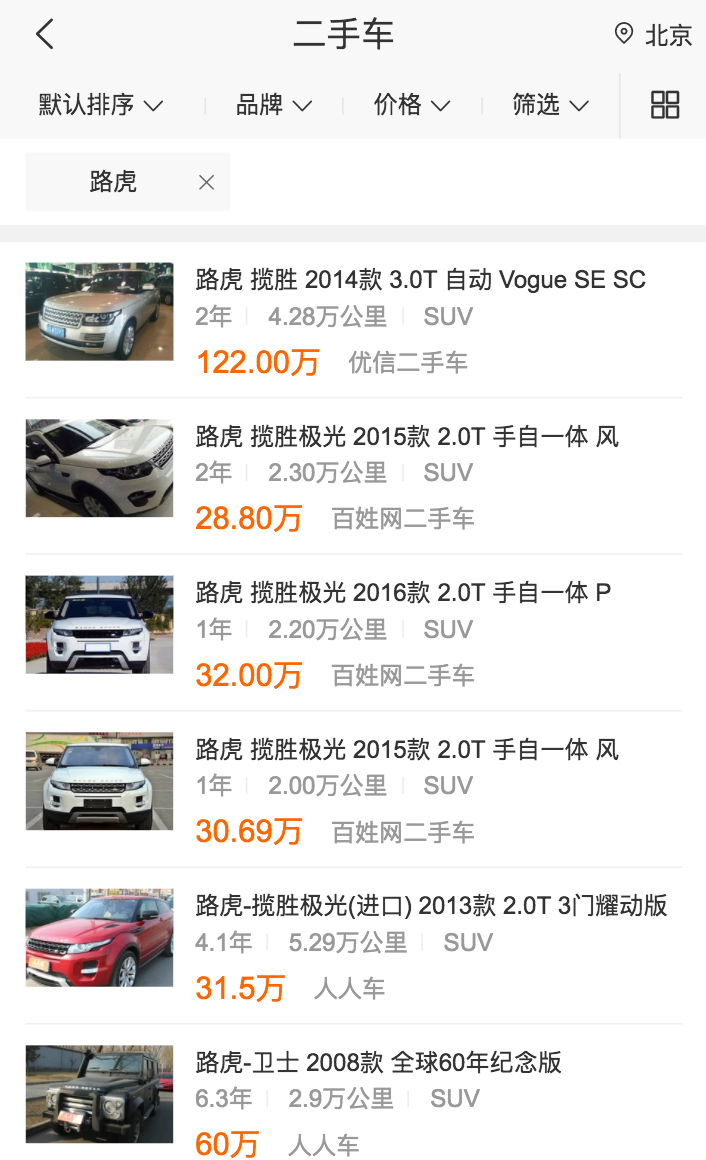 二手车
北京
默认排序 品牌 价格 筛选
路虎
路虎 揽胜 2014款 3.0T 自动 Vogue SE SC
2年 4.28万公里 SUV
122.00万 优信二手车
路虎 揽胜极光 2015款 2.0T 手自一体 风
2年 2.30万公里 SUV
28.80万 百姓网二手车
路虎 揽胜极光 2016款 2.0T 手自一体 P
1年 2.20万公里 SUV
32.00万 百姓网二手车
路虎 揽胜极光 2015款 2.0T 手自一体 风
1年 2.00万公里 SUV
30.69万 百姓网二手车
路虎-揽胜极光(进口) 2013款 2.0T 3门耀动版
4.1年 5.29万公里 SUV
31.5万 人人车
路虎-卫士 2008款 全球60年纪念版
6.3年 2.9万公里 SUV
60万 人人车